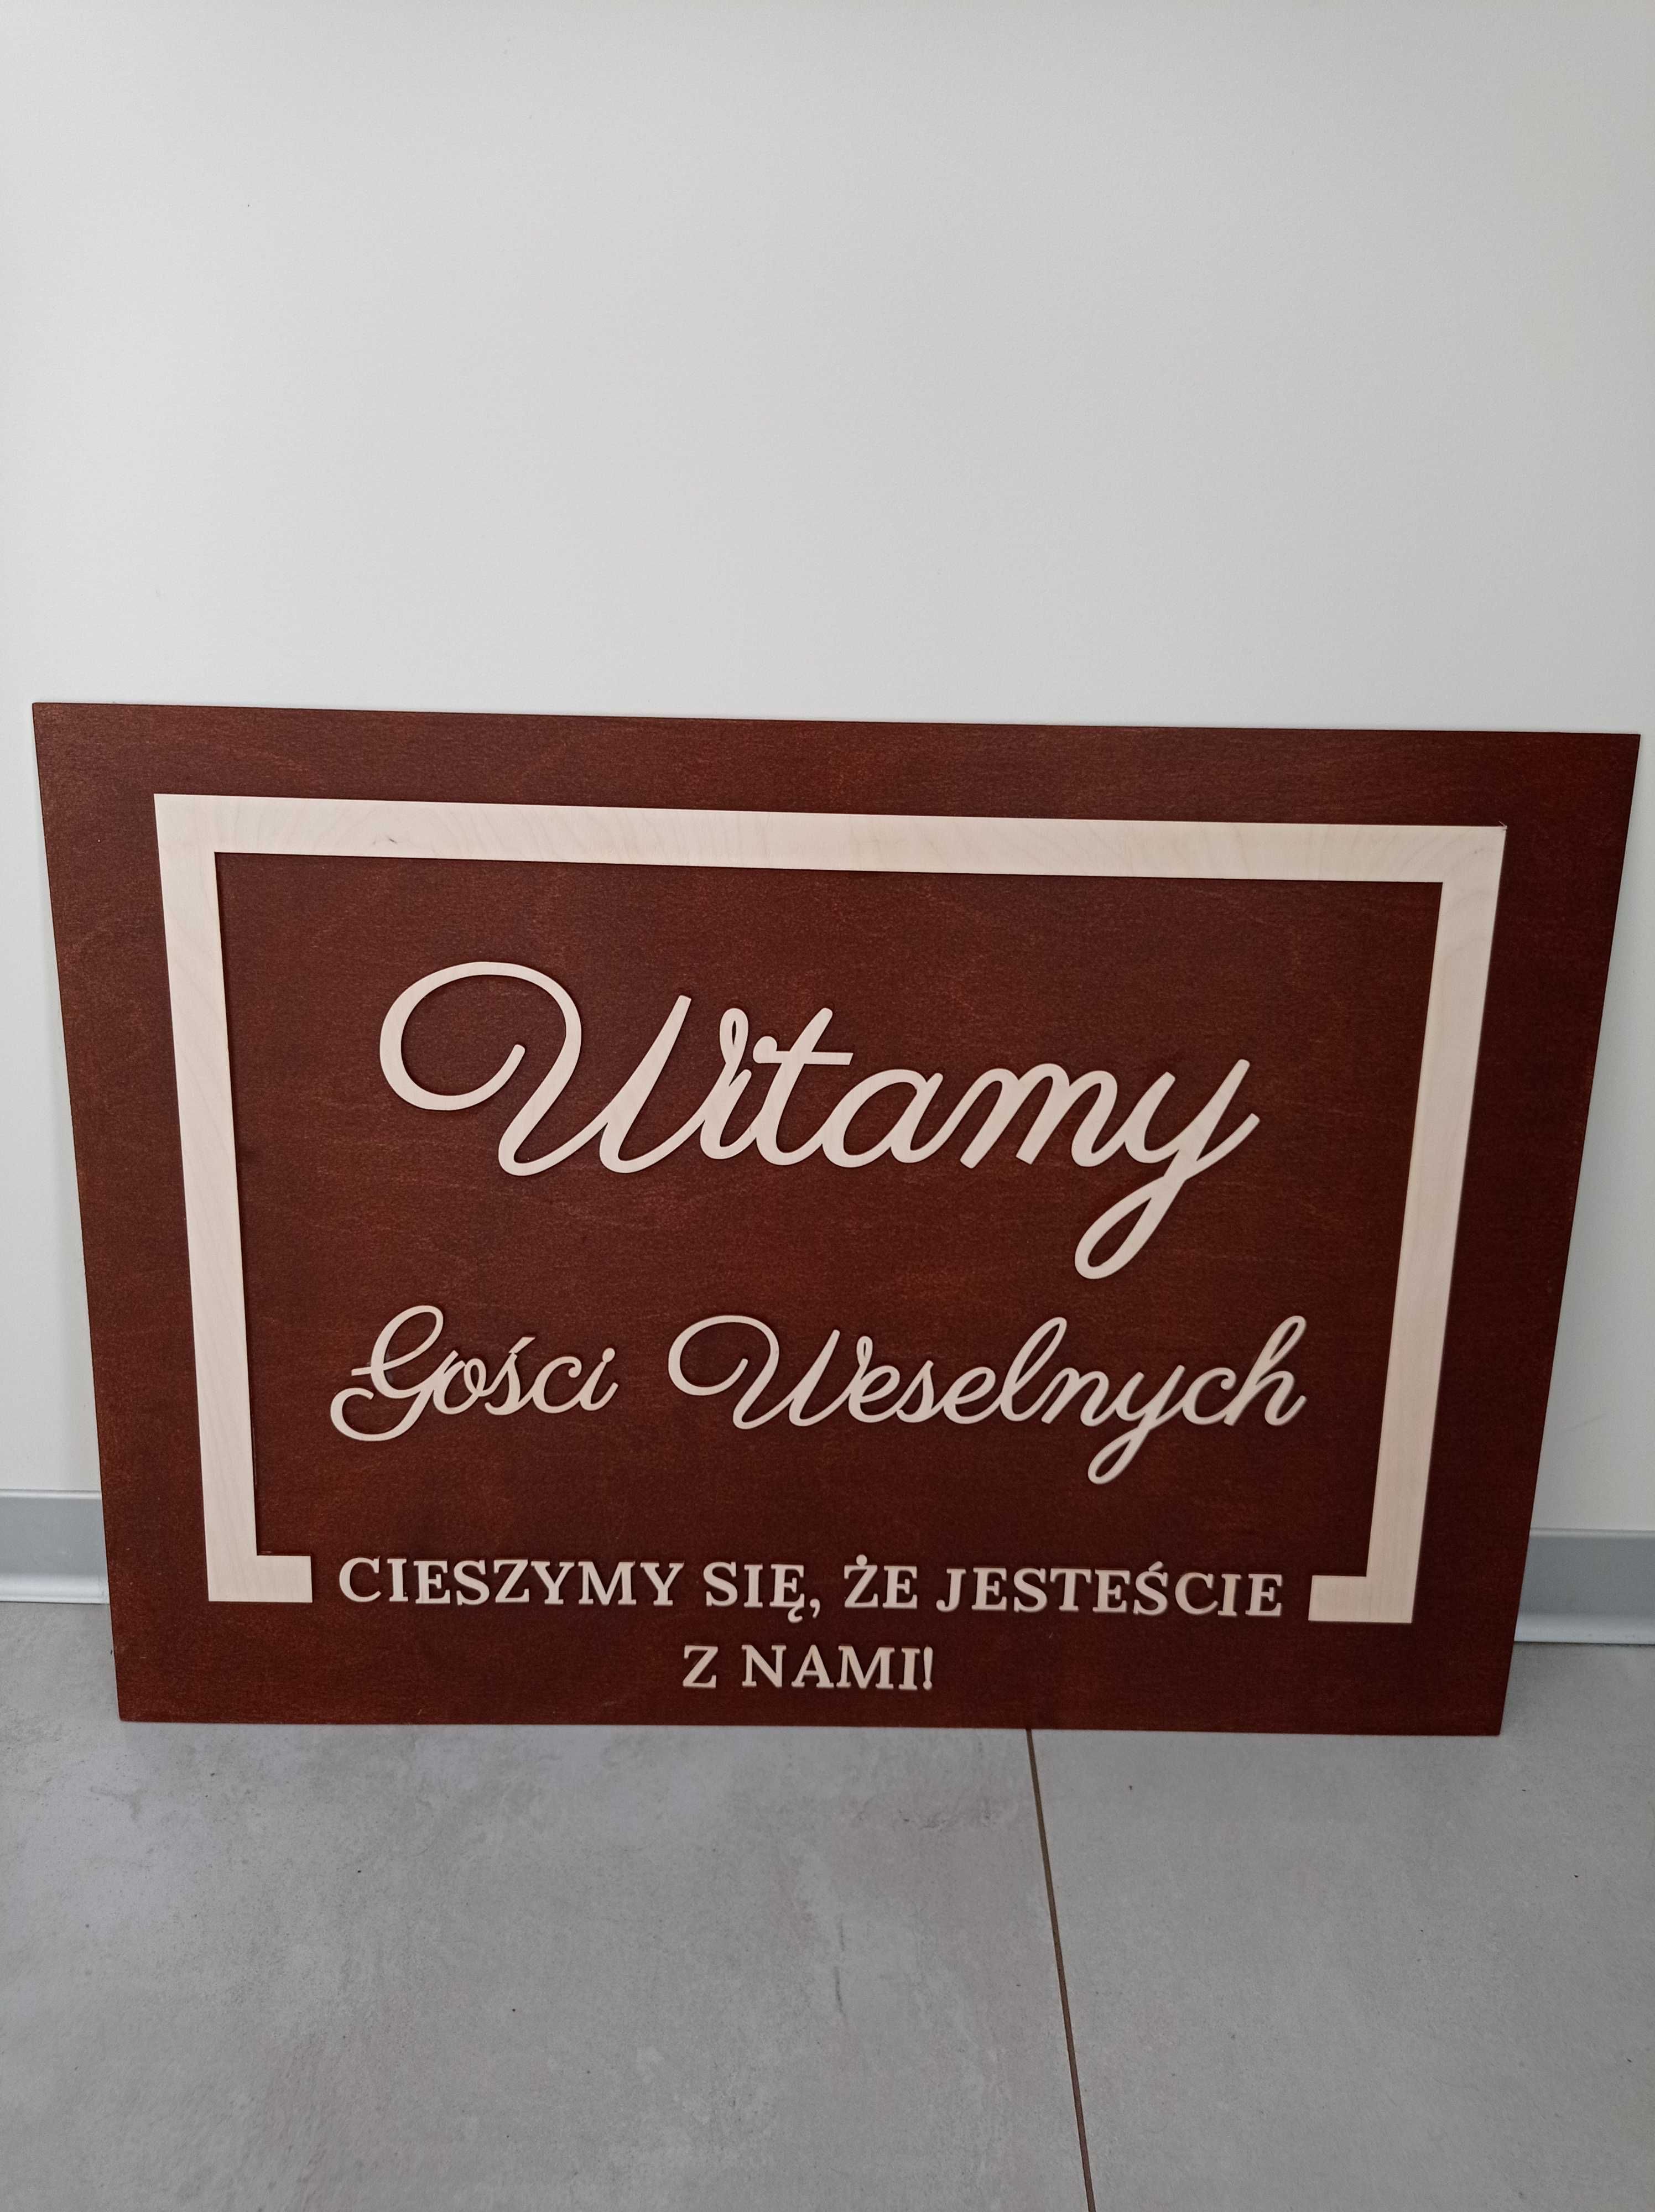 Witamy
Gości Weselnych
CIESZYMY SIĘ, ŻE JESTEŚCIE
Z NAMI!